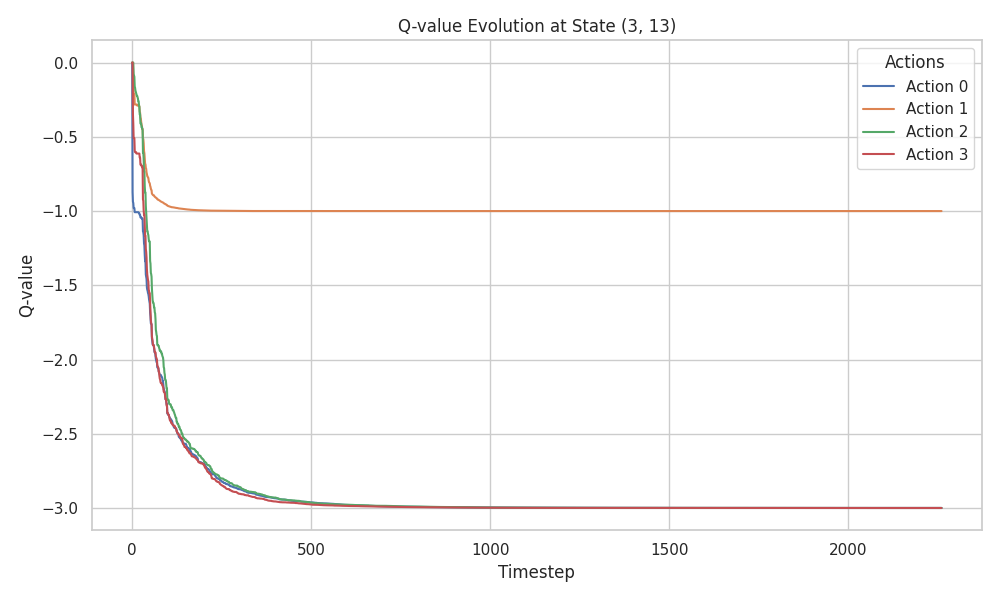 Q-value Evolution at State (3, 13)
Actions
Action 0
Action 1
Action 2
Action 3
Q-value
0.0
−0.5
−1.0
−1.5
−2.0
−2.5
−3.0
0 500 1000 1500 2000
Timestep